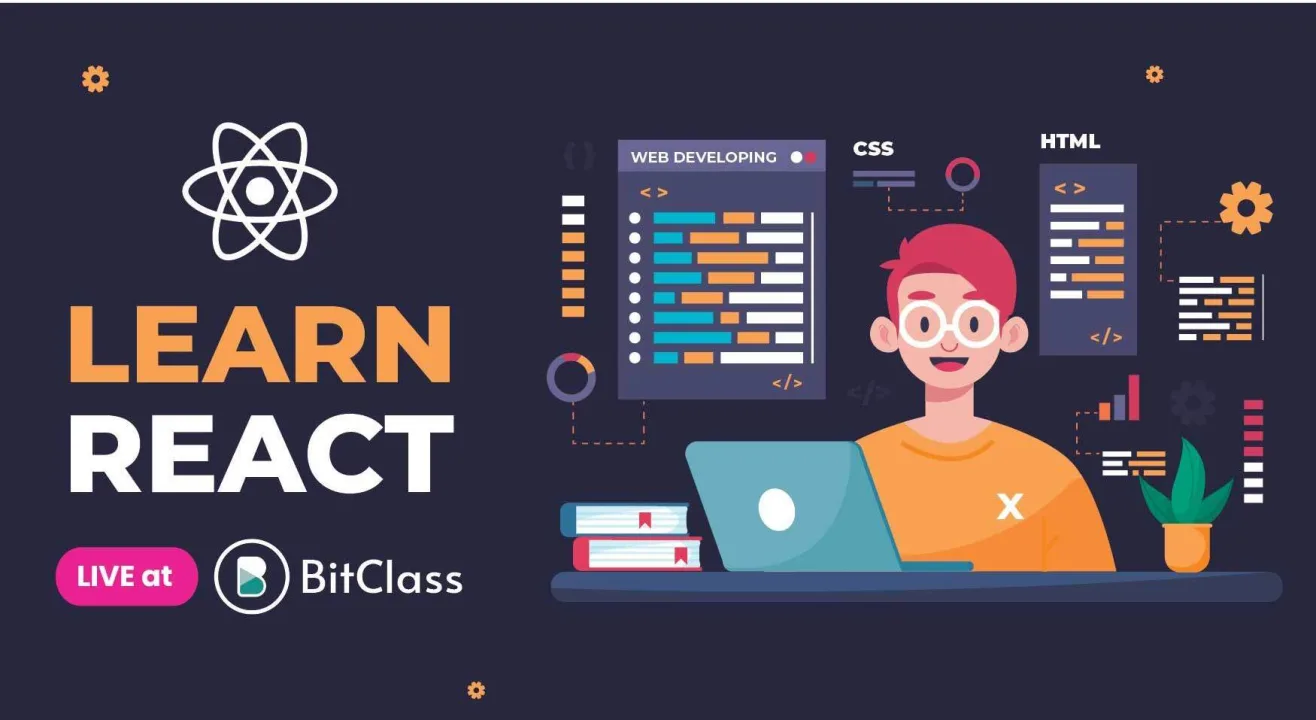 LEARN
REACT
LIVE at
BitClass
WEB DEVELOPING
< >
</>
CSS
HTML
< >
</>
{ }
</>
X